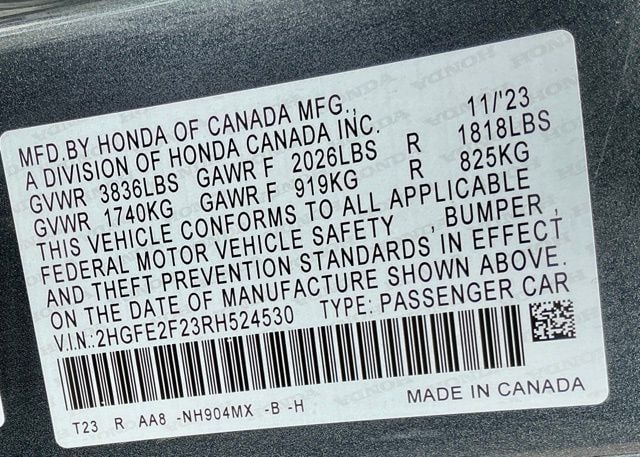 MFD.BY HONDA OF CANADA MFG., 11/'23
A DIVISION OF HONDA CANADA INC.
GVWR 3836LBS GAWR F 2026LBS R 1818LBS
GVWR 1740KG GAWR F 919KG R 825KG
THIS VEHICLE CONFORMS TO ALL APPLICABLE
FEDERAL MOTOR VEHICLE SAFETY , BUMPER ,
AND THEFT PREVENTION STANDARDS IN EFFECT
ON THE DATE OF MANUFACTURE SHOWN ABOVE.
V.I.N.:2HGFE2F23RH524530 TYPE: PASSENGER CAR
T23 R AA8 -NH904MX -B -H MADE IN CANADA